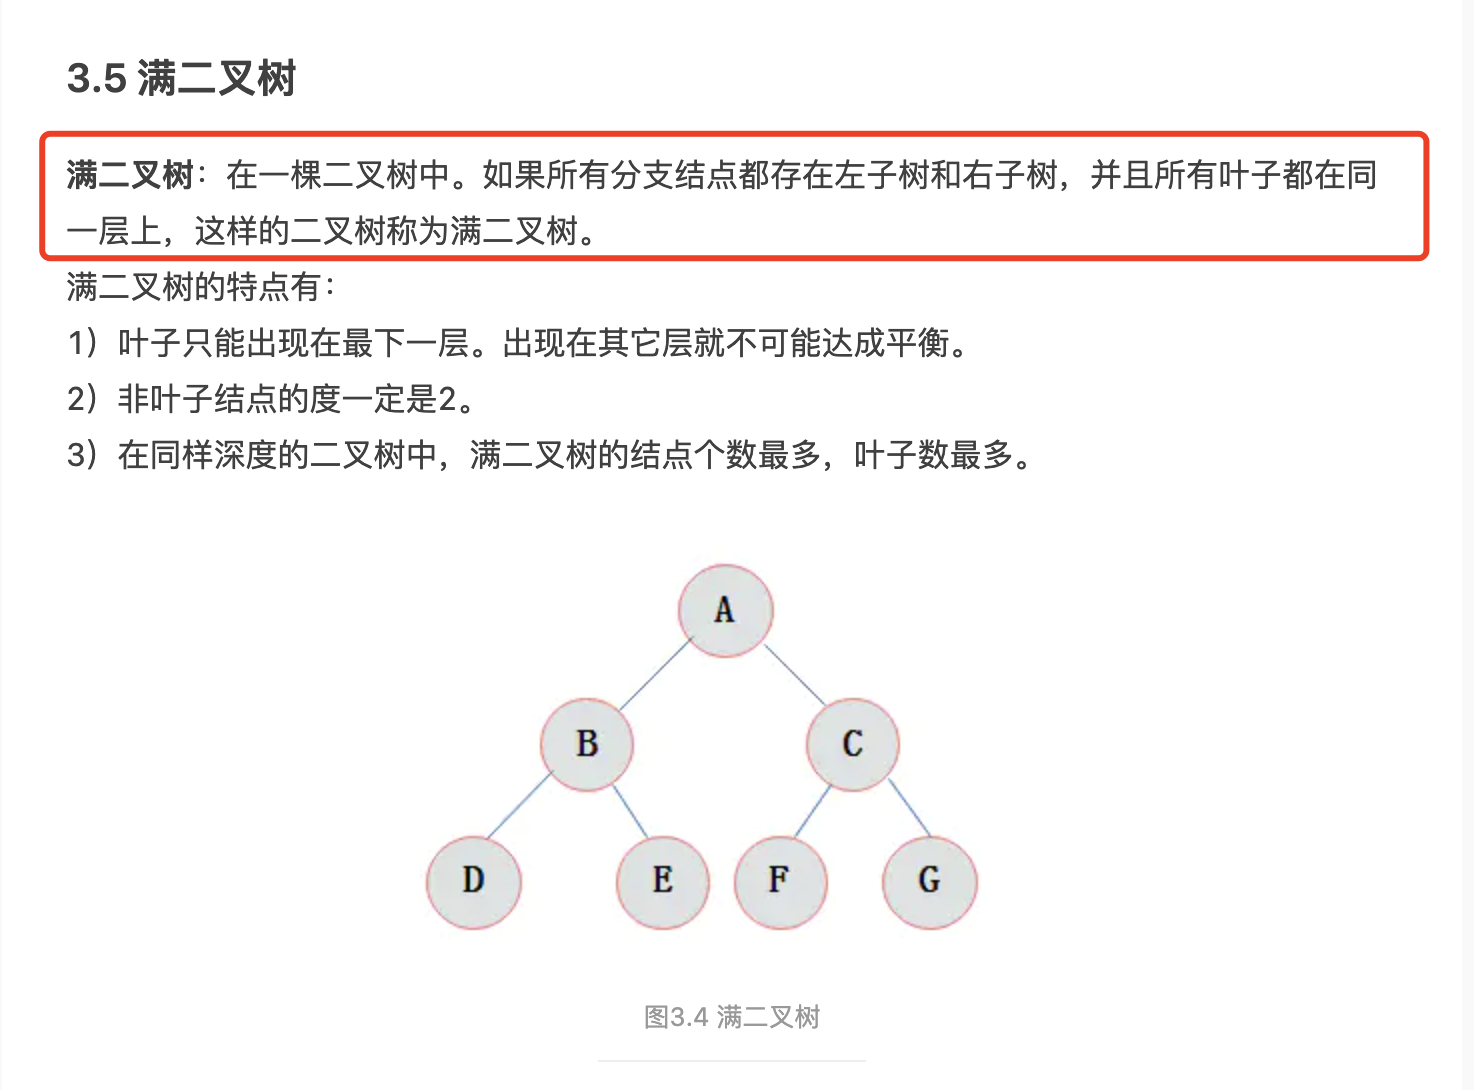 3.5 满二叉树
满二叉树：在一棵二叉树中。如果所有分支结点都存在左子树和右子树，并且所有叶子都在同
一层上，这样的二叉树称为满二叉树。
满二叉树的特点有：
1）叶子只能出现在最下一层。出现在其它层就不可能达成平衡。
2）非叶子结点的度一定是2。
3）在同样深度的二叉树中，满二叉树的结点个数最多，叶子数最多。
A
B C
D E F G
图3.4 满二叉树